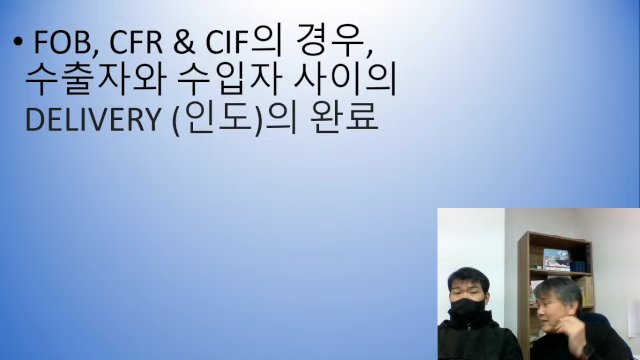 • FOB, CFR & CIF의 경우,
수출자와 수입자 사이의
DELIVERY (인도)의 완료